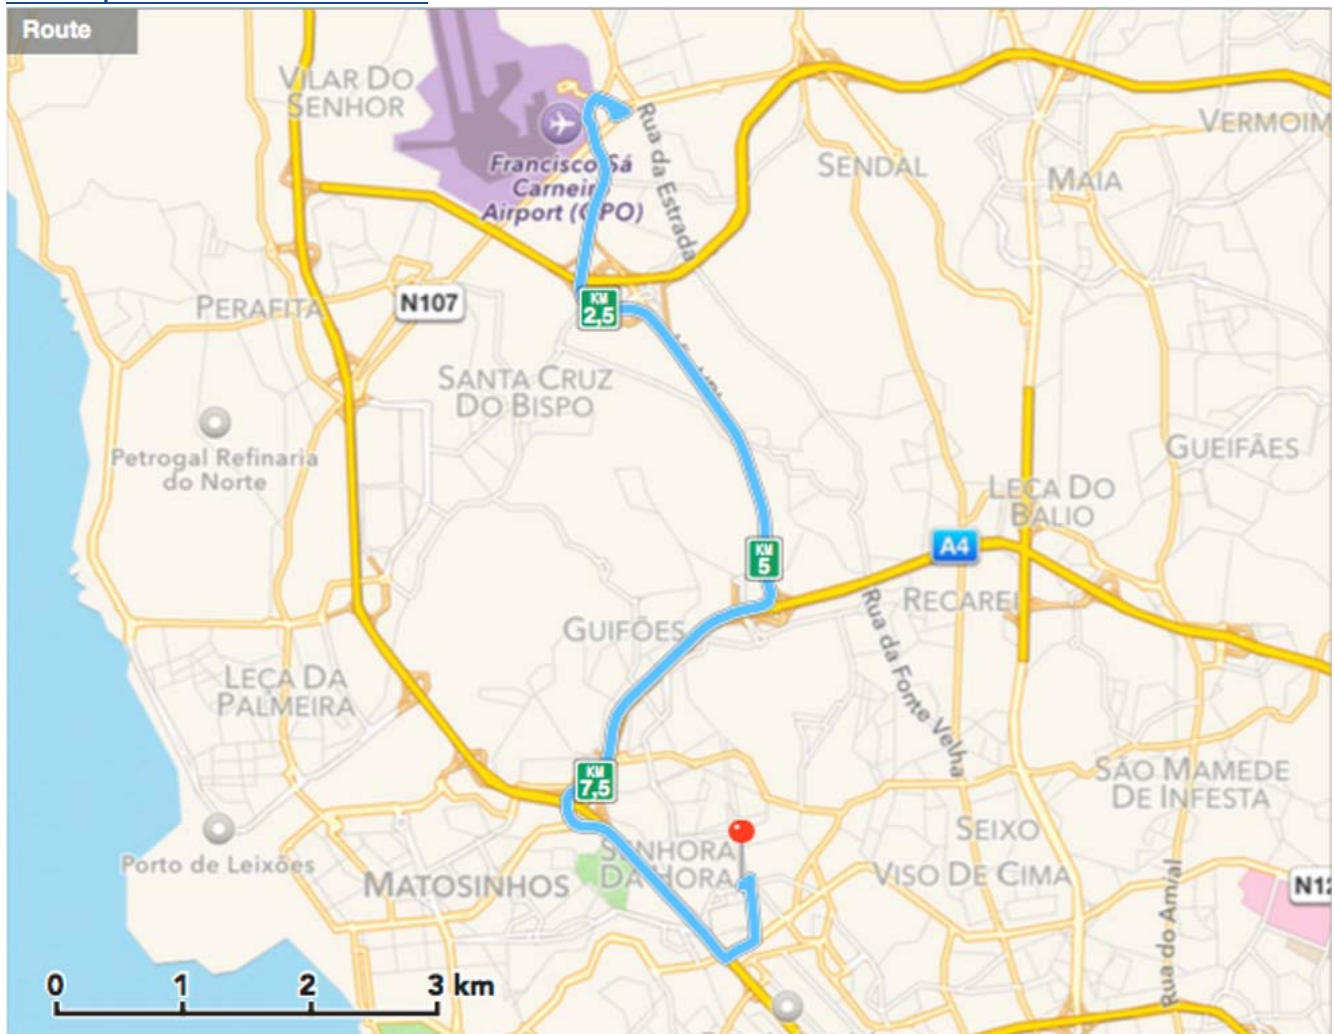 Route
VILAR DO
SENHOR
VERMOIM
Francisco Sá
Rua da Estrada
SENDAL
MAIA
Airport (OPO)
PERAFITA
N107
KM
2,5
SANTA CRUZ
DO BISPO
GUEIFÃES
Petrogal Refinaria
do Norte
LEÇA DO
BALIO
A4
KM
5
RECAREI
GUIFÕES
Rua da Fonte Velha
LEÇA DA
PALMEIRA
KM
7,5
SÃO MAMEDE
DE INFESTA
SEIXO
SENHORA
DA HORA
Porto de Leixões
MATOSINHOS
VISO DE CIMA
Rua do Amial
0 1 2 3 km